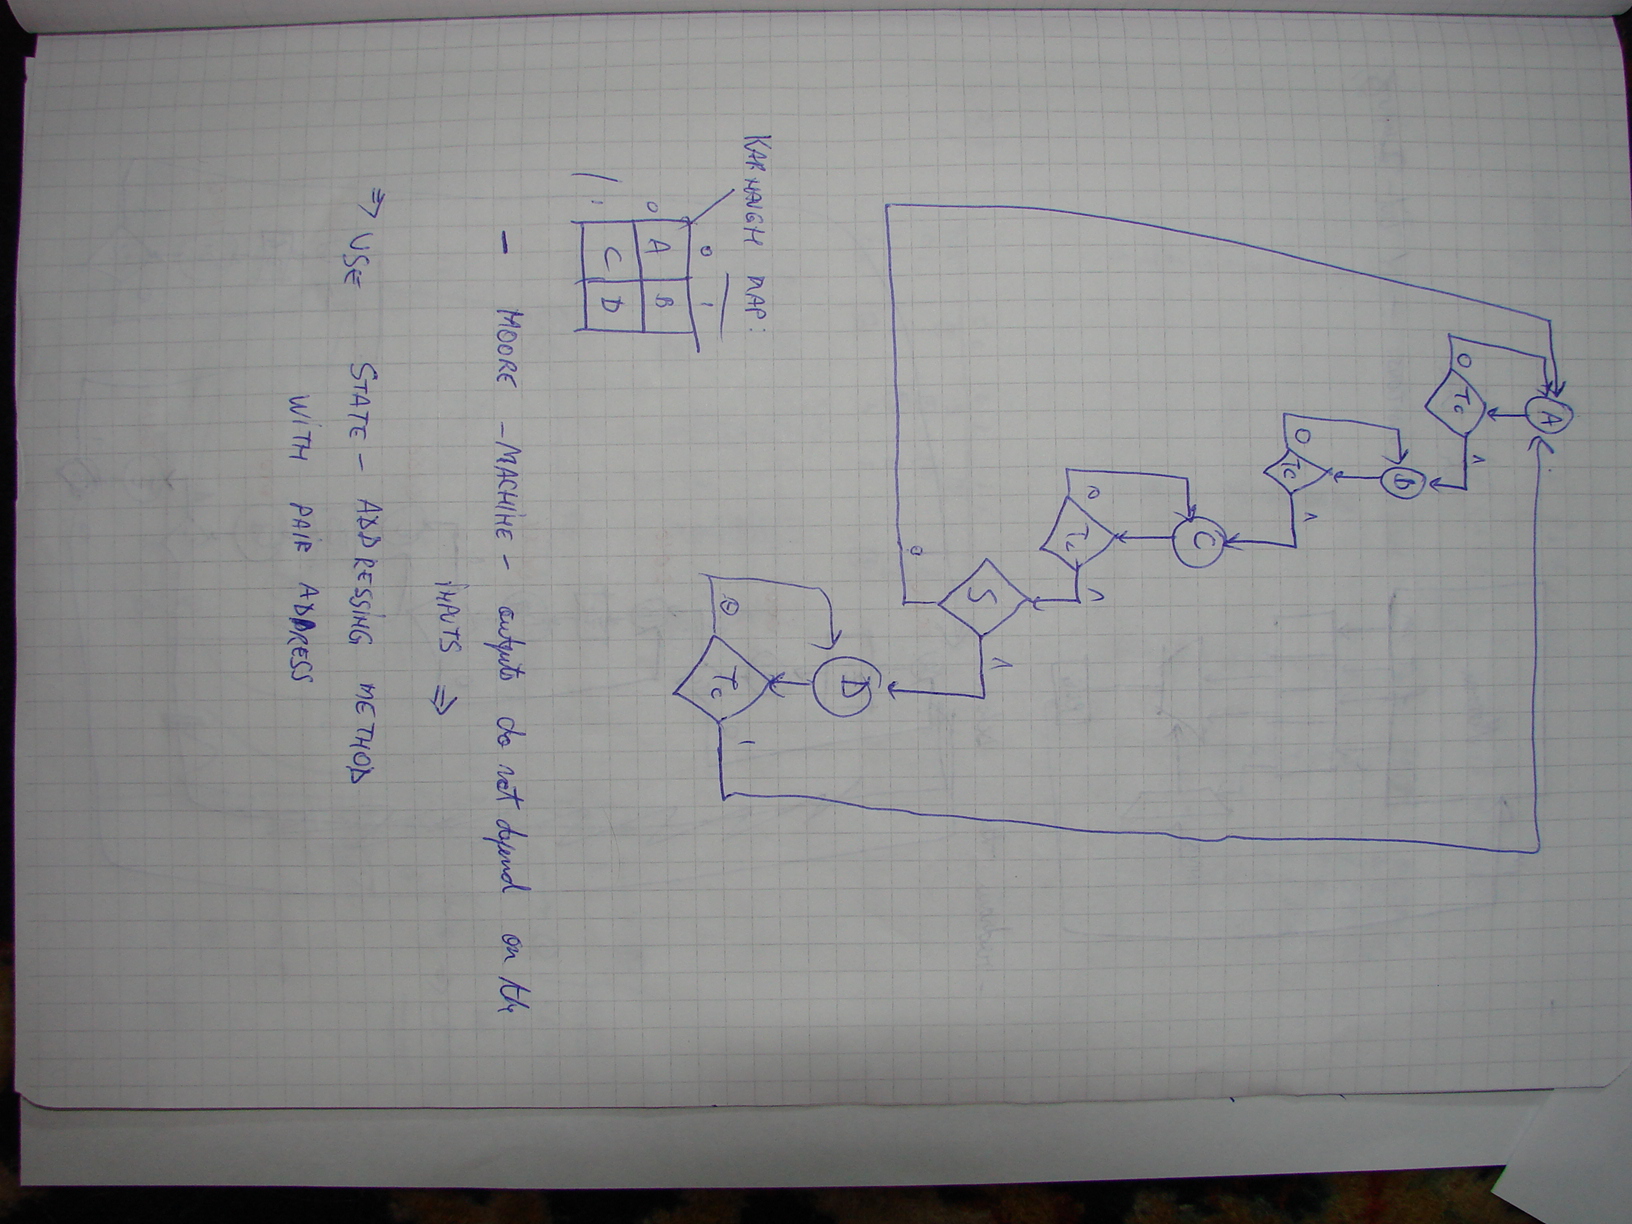 A
Tc
0
1
B
Tc
0
1
C
Tc
0
1
S
0
1
D
Tc
0
1
KARNAUGH MAP:
0 1
0 A B
1 C D
- MOORE - MACHINE - outputs do not depend on the
INPUTS ⇒
⇒ USE STATE - ADDRESSING METHOD
WITH PAIR ADDRESS